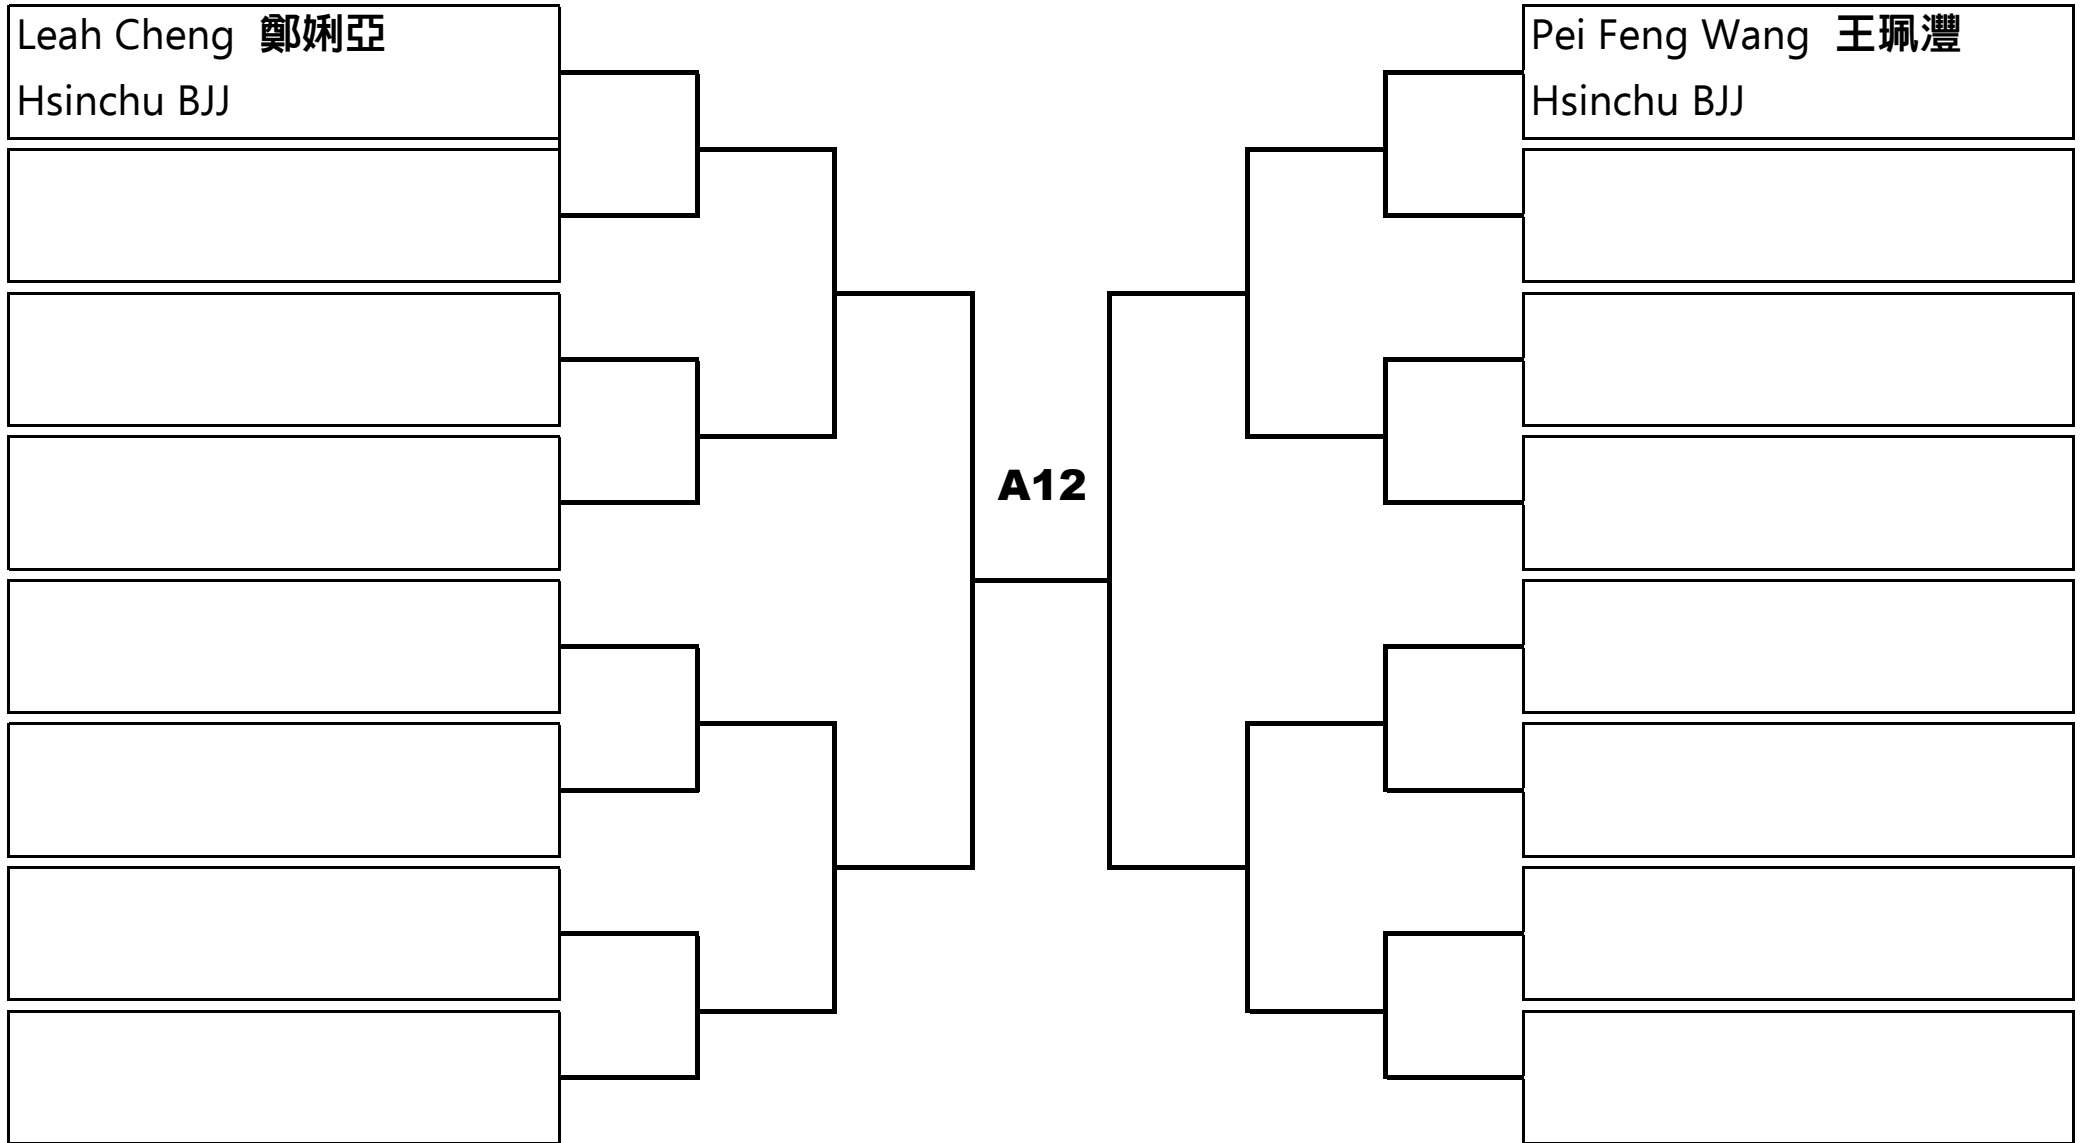 Leah Cheng 鄭娳亞
Hsinchu BJJ
Pei Feng Wang 王珮灃
Hsinchu BJJ
A12